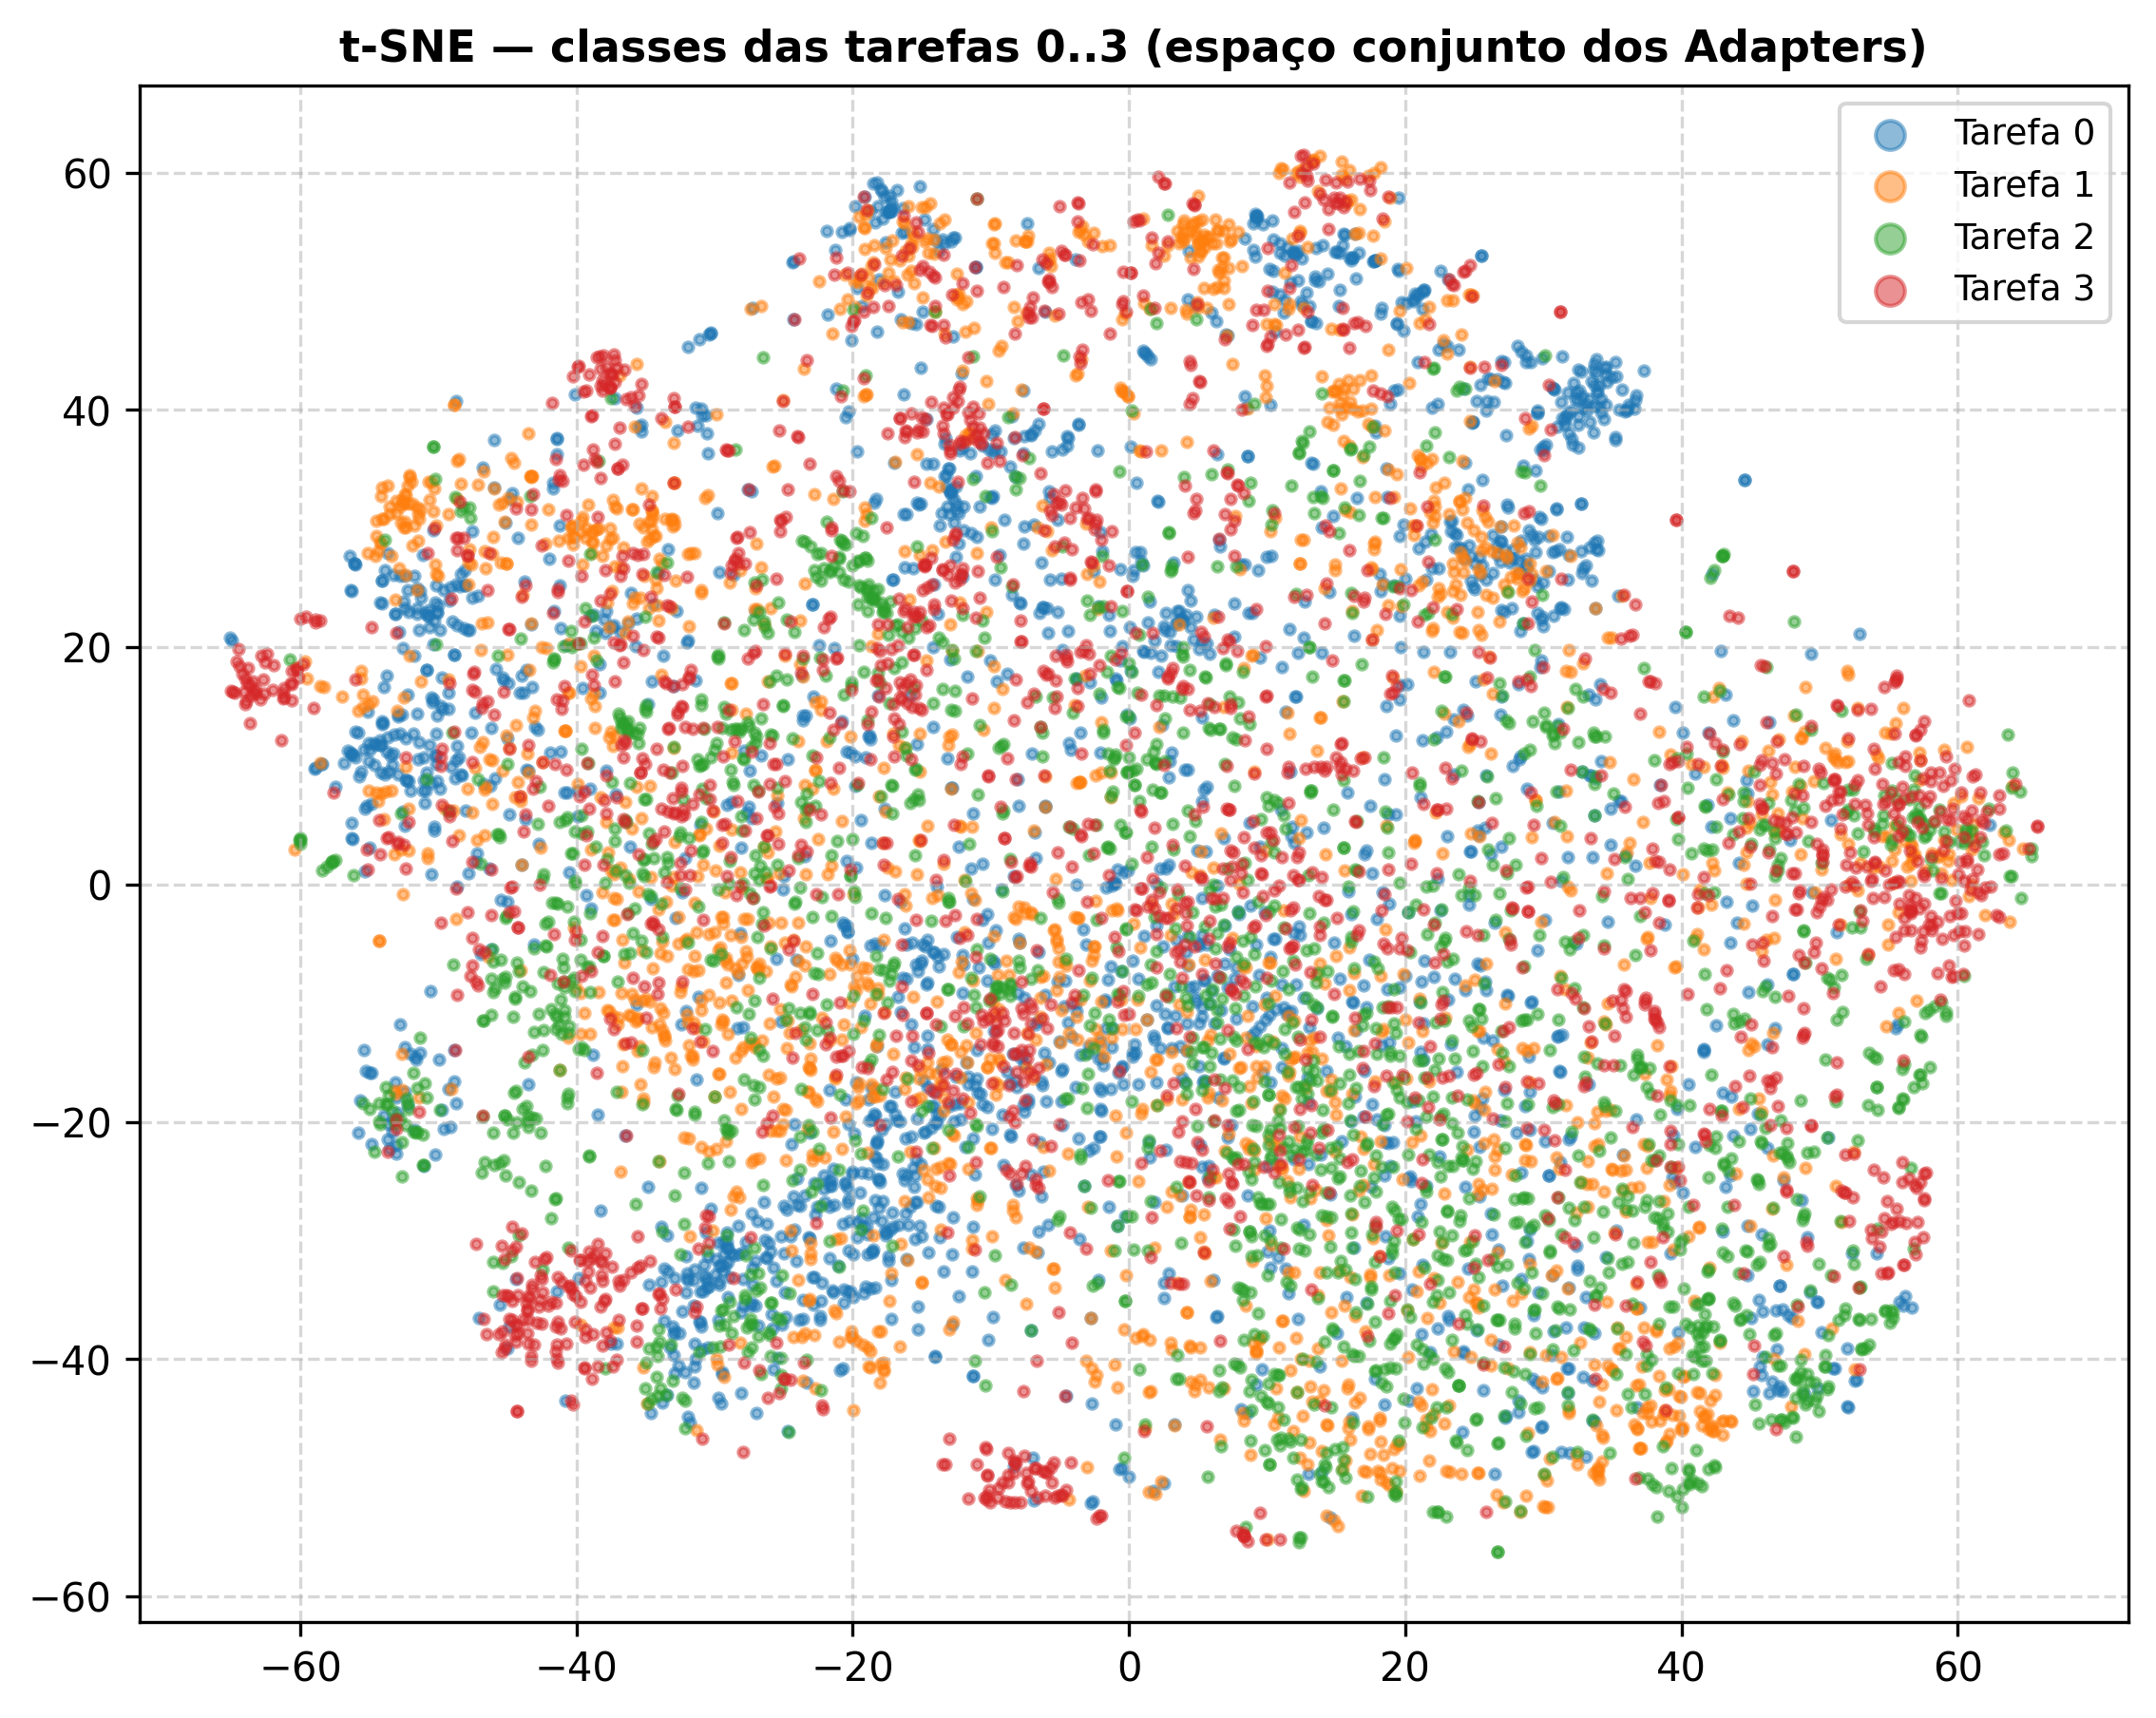 t-SNE — classes das tarefas 0..3 (espaço conjunto dos Adapters)
Tarefa 0
Tarefa 1
Tarefa 2
Tarefa 3
60
40
20
0
−20
−40
−60
−60 −40 −20 0 20 40 60